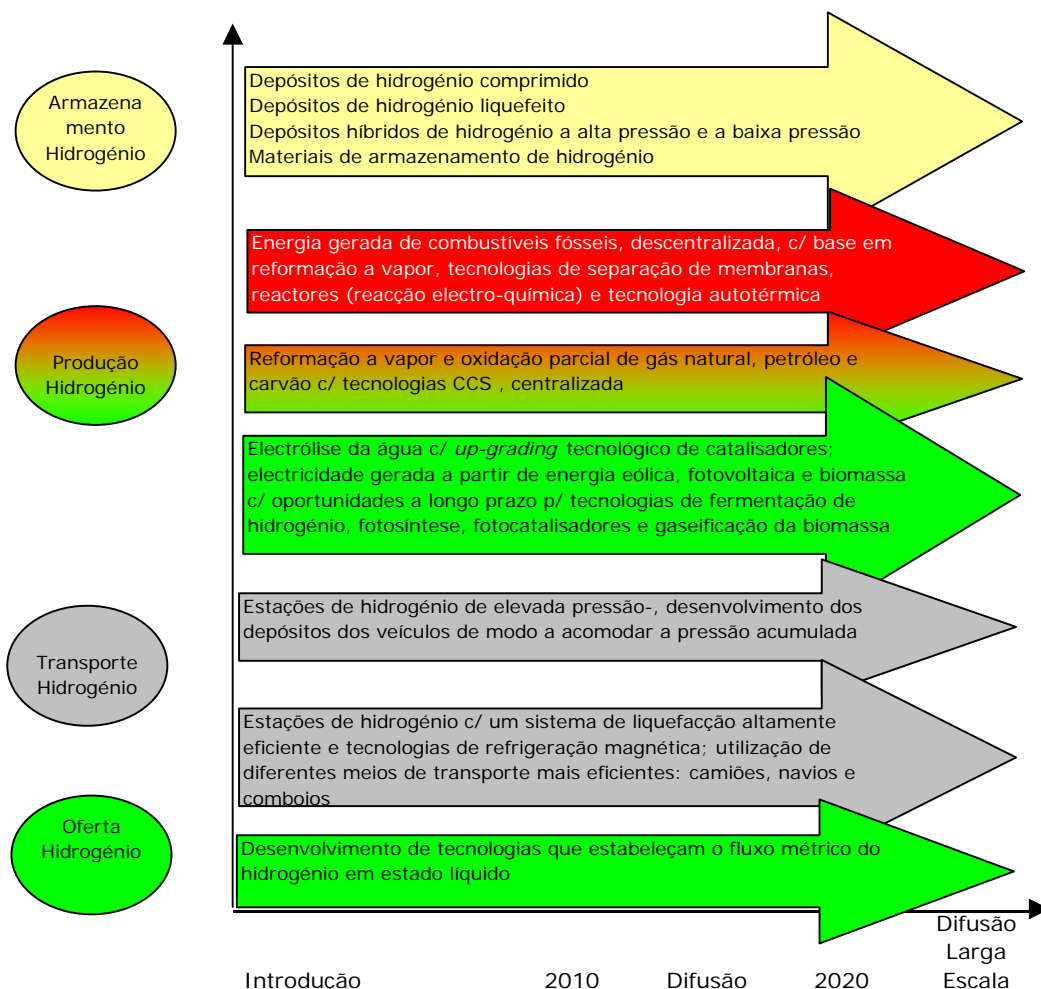 Armazena
mento
Hidrogénio
Depósitos de hidrogénio comprimido
Depósitos de hidrogénio liquefeito
Depósitos híbridos de hidrogénio a alta pressão e a baixa pressão
Materiais de armazenamento de hidrogénio
Energia gerada de combustíveis fósseis, descentralizada, c/ base em
reformação a vapor, tecnologias de separação de membranas,
reactores (reacção electro-química) e tecnologia autotérmica
Produção
Hidrogénio
Reformação a vapor e oxidação parcial de gás natural, petróleo e
carvão c/ tecnologias CCS , centralizada
Electrólise da água c/ up-grading tecnológico de catalisadores;
electricidade gerada a partir de energia eólica, fotovoltaica e biomassa
c/ oportunidades a longo prazo p/ tecnologias de fermentação de
hidrogénio, fotosíntese, fotocatalisadores e gaseificação da biomassa
Estações de hidrogénio de elevada pressão-, desenvolvimento dos
depósitos dos veículos de modo a acomodar a pressão acumulada
Transporte
Hidrogénio
Estações de hidrogénio c/ um sistema de liquefacção altamente
eficiente e tecnologias de refrigeração magnética; utilização de
diferentes meios de transporte mais eficientes: camiões, navios e
comboios
Oferta
Hidrogénio
Desenvolvimento de tecnologias que estabeleçam o fluxo métrico do
hidrogénio em estado líquido
Introdução 2010 Difusão 2020
Difusão
Larga
Escala